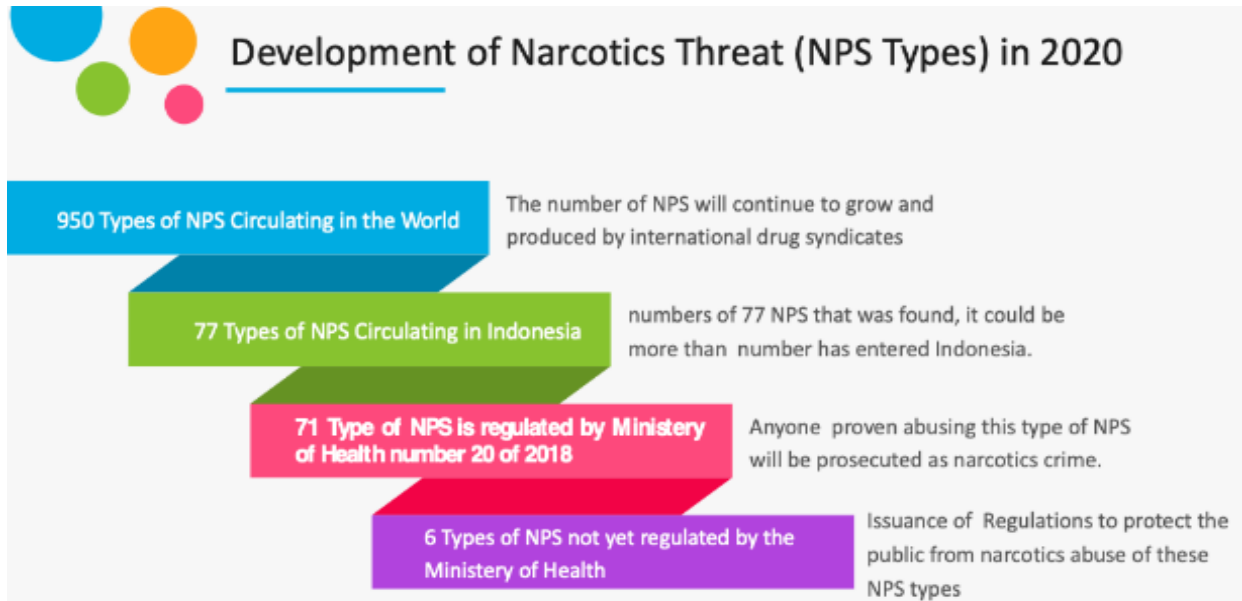 Development of Narcotics Threat (NPS Types) in 2020
950 Types of NPS Circulating in the World
The number of NPS will continue to grow and
produced by international drug syndicates
77 Types of NPS Circulating in Indonesia
numbers of 77 NPS that was found, it could be
more than number has entered Indonesia.
71 Type of NPS is regulated by Ministery
of Health number 20 of 2018
Anyone proven abusing this type of NPS
will be prosecuted as narcotics crime.
6 Types of NPS not yet regulated by the
Ministery of Health
Issuance of Regulations to protect the
public from narcotics abuse of these
NPS types